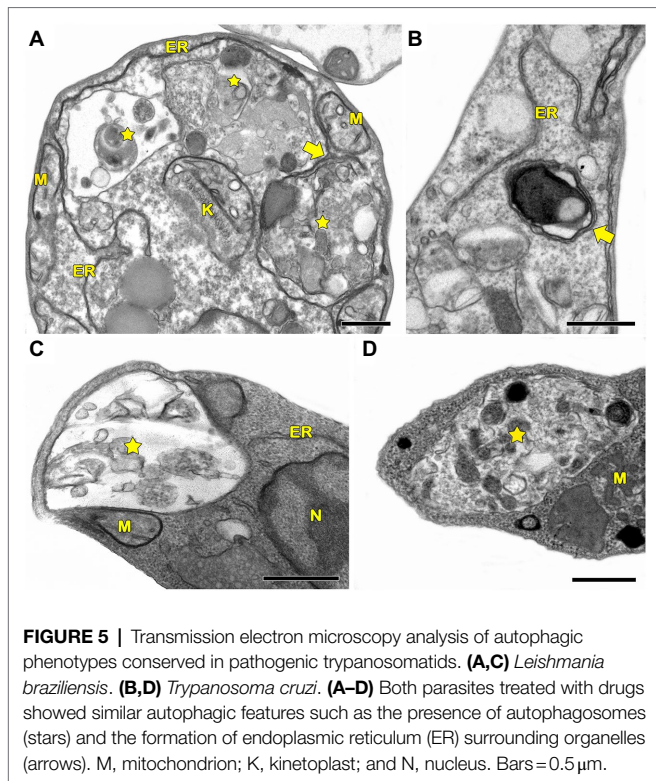 A
ER
M
M
K
ER
B
ER
C
ER
M
N
D
M
FIGURE 5 | Transmission electron microscopy analysis of autophagic
phenotypes conserved in pathogenic trypanosomatids. (A,C) Leishmania
braziliensis. (B,D) Trypanosoma cruzi. (A–D) Both parasites treated with drugs
showed similar autophagic features such as the presence of autophagosomes
(stars) and the formation of endoplasmic reticulum (ER) surrounding organelles
(arrows). M, mitochondrion; K, kinetoplast; and N, nucleus. Bars=0.5 μm.